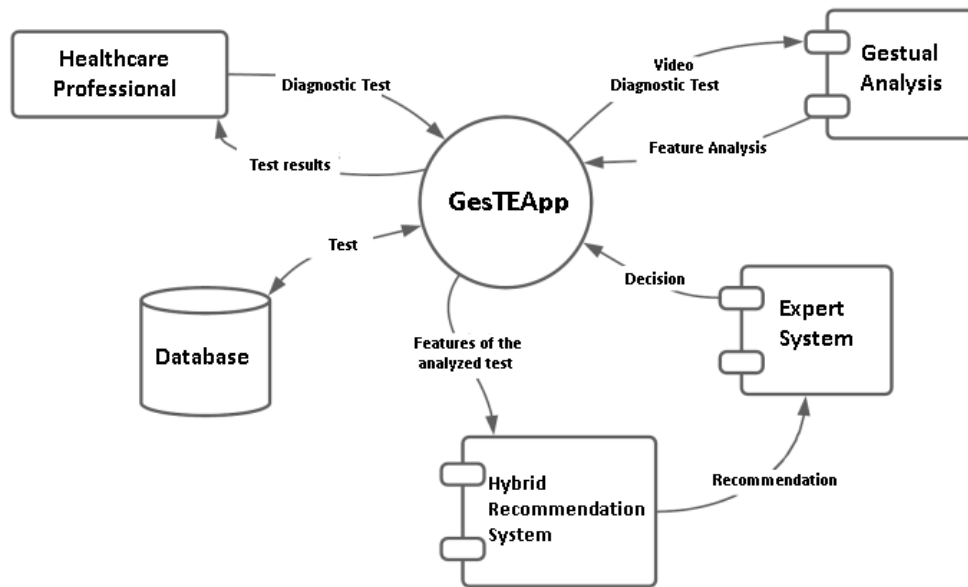 Healthcare
Professional
Diagnostic Test
Test results
Video
Diagnostic Test
Gestual
Analysis
Feature Analysis
GesTEApp
Test
Database
Decision
Expert
System
Features of the
analyzed test
Hybrid
Recommendation
System
Recommendation